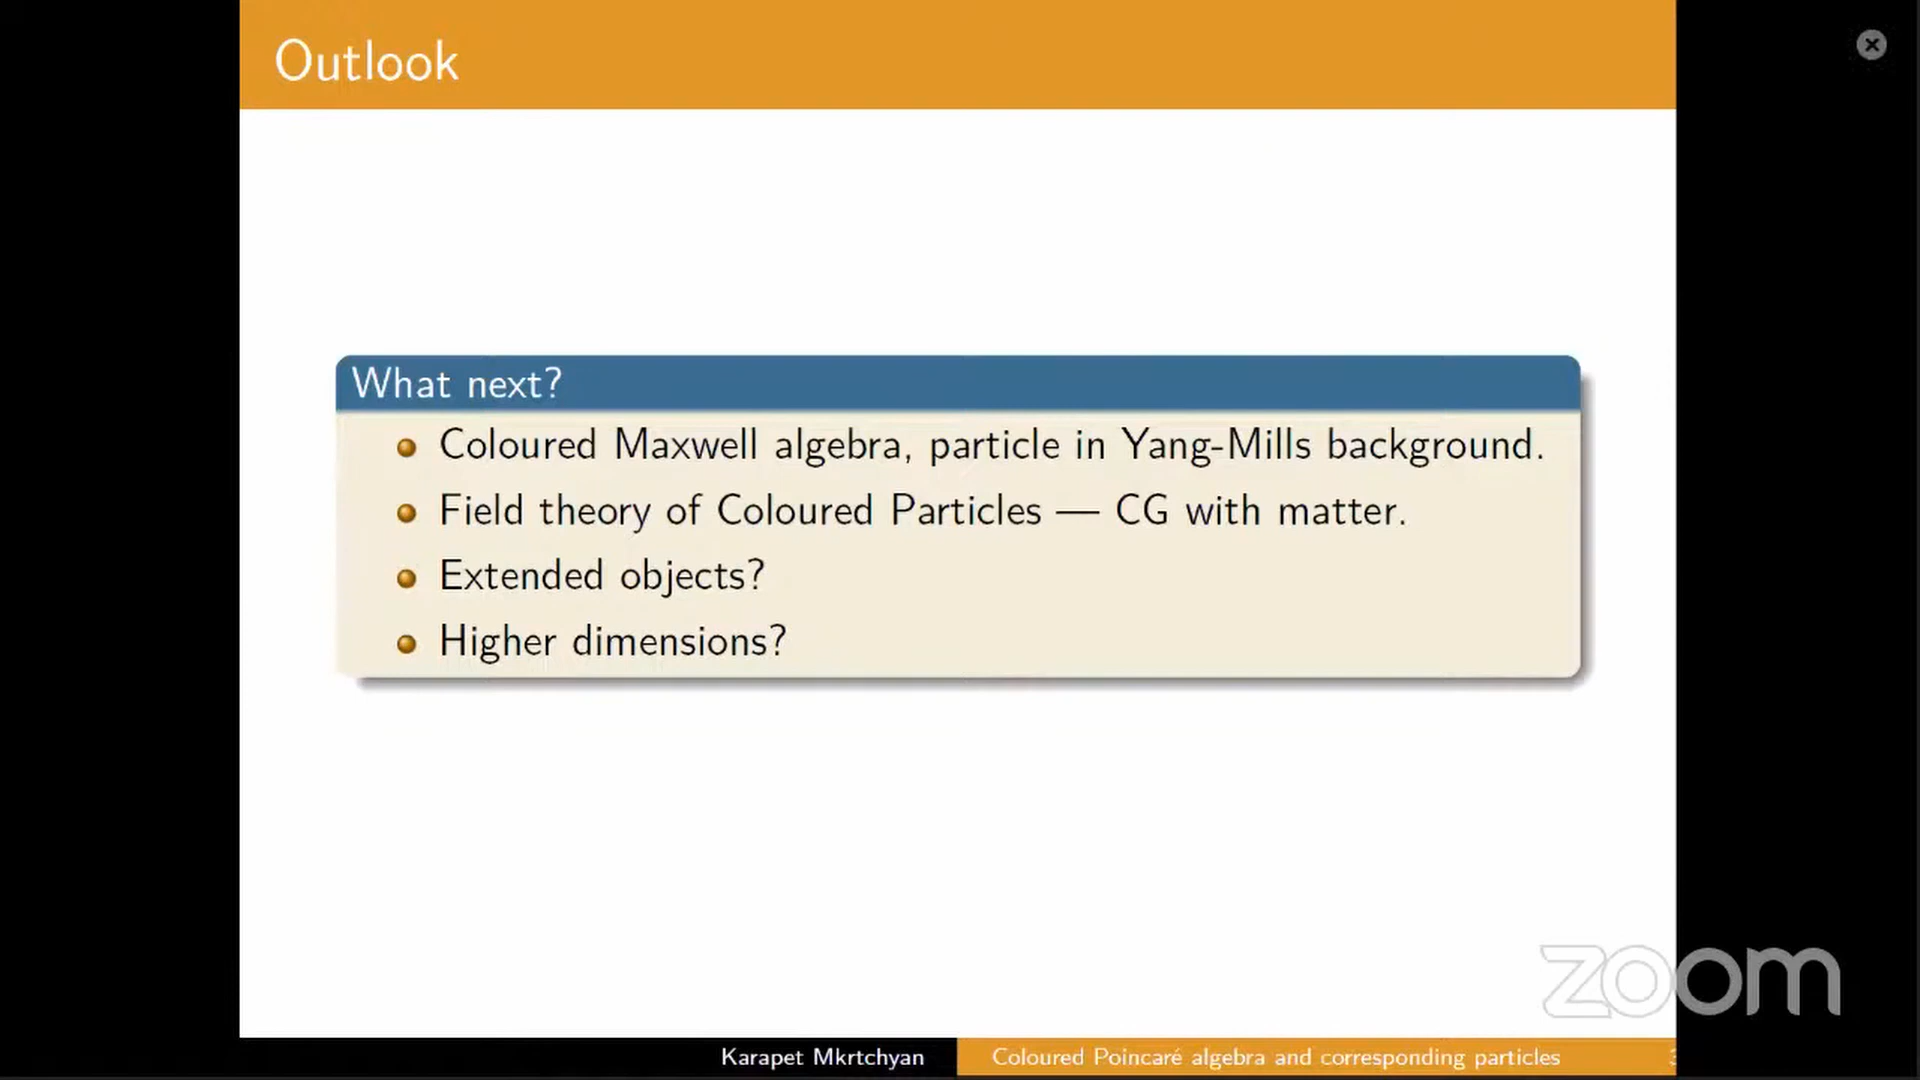 Outlook
What next?
Coloured Maxwell algebra, particle in Yang-Mills background.
Field theory of Coloured Particles — CG with matter.
Extended objects?
Higher dimensions?
zoom
Karapet Mkrtchyan
Coloured Poincaré algebra and corresponding particles